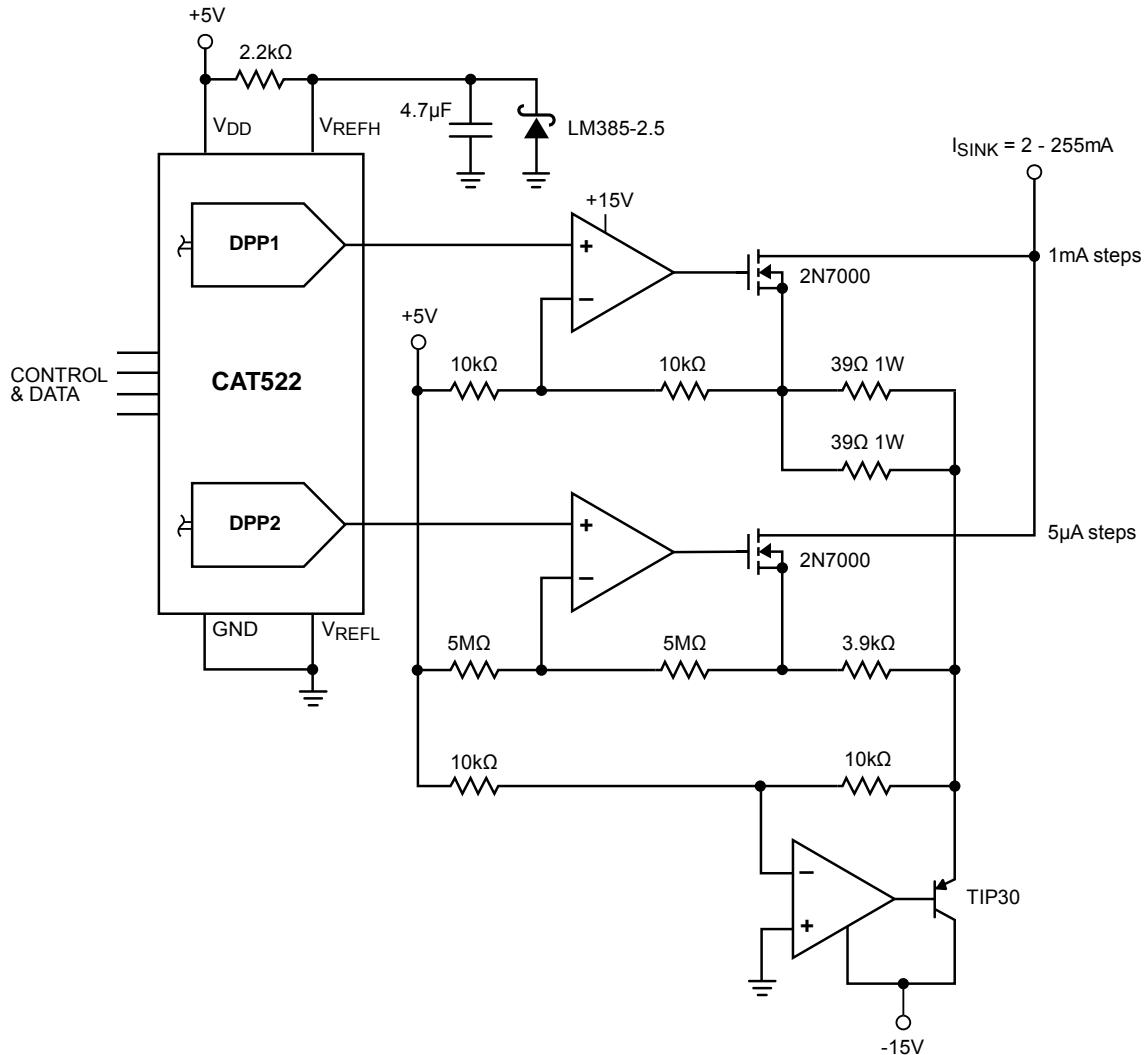 +5V
2.2kΩ
VDD
VREFH
4.7µF
LM385-2.5
ISINK = 2 - 255mA
+15V
DPP1
+
−
2N7000
1mA steps
+5V
10kΩ
10kΩ
39Ω 1W
CONTROL
& DATA
CAT522
39Ω 1W
DPP2
+
−
2N7000
5µA steps
GND
VREFL
5MΩ
5MΩ
3.9kΩ
10kΩ
10kΩ
−
+
TIP30
-15V